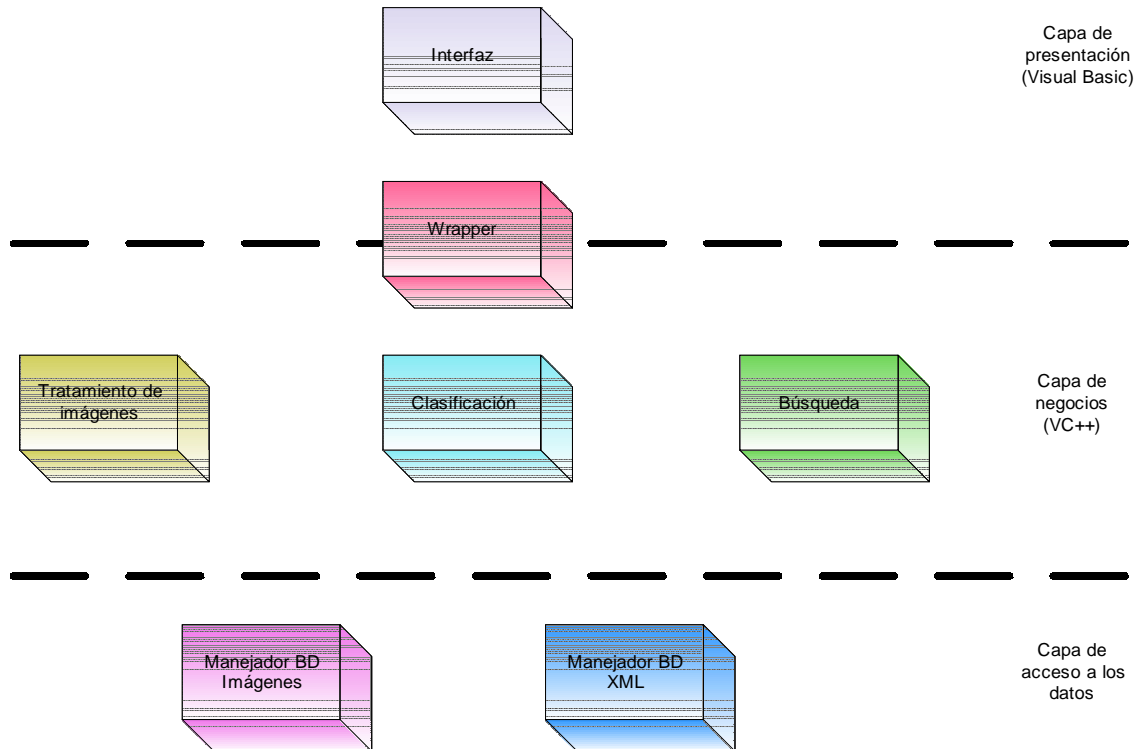 Interfaz
Capa de
presentación
(Visual Basic)
Wrapper
Tratamiento de
imágenes
Clasificación
Búsqueda
Capa de
negocios
(VC++)
Manejador BD
Imágenes
Manejador BD
XML
Capa de
acceso a los
datos